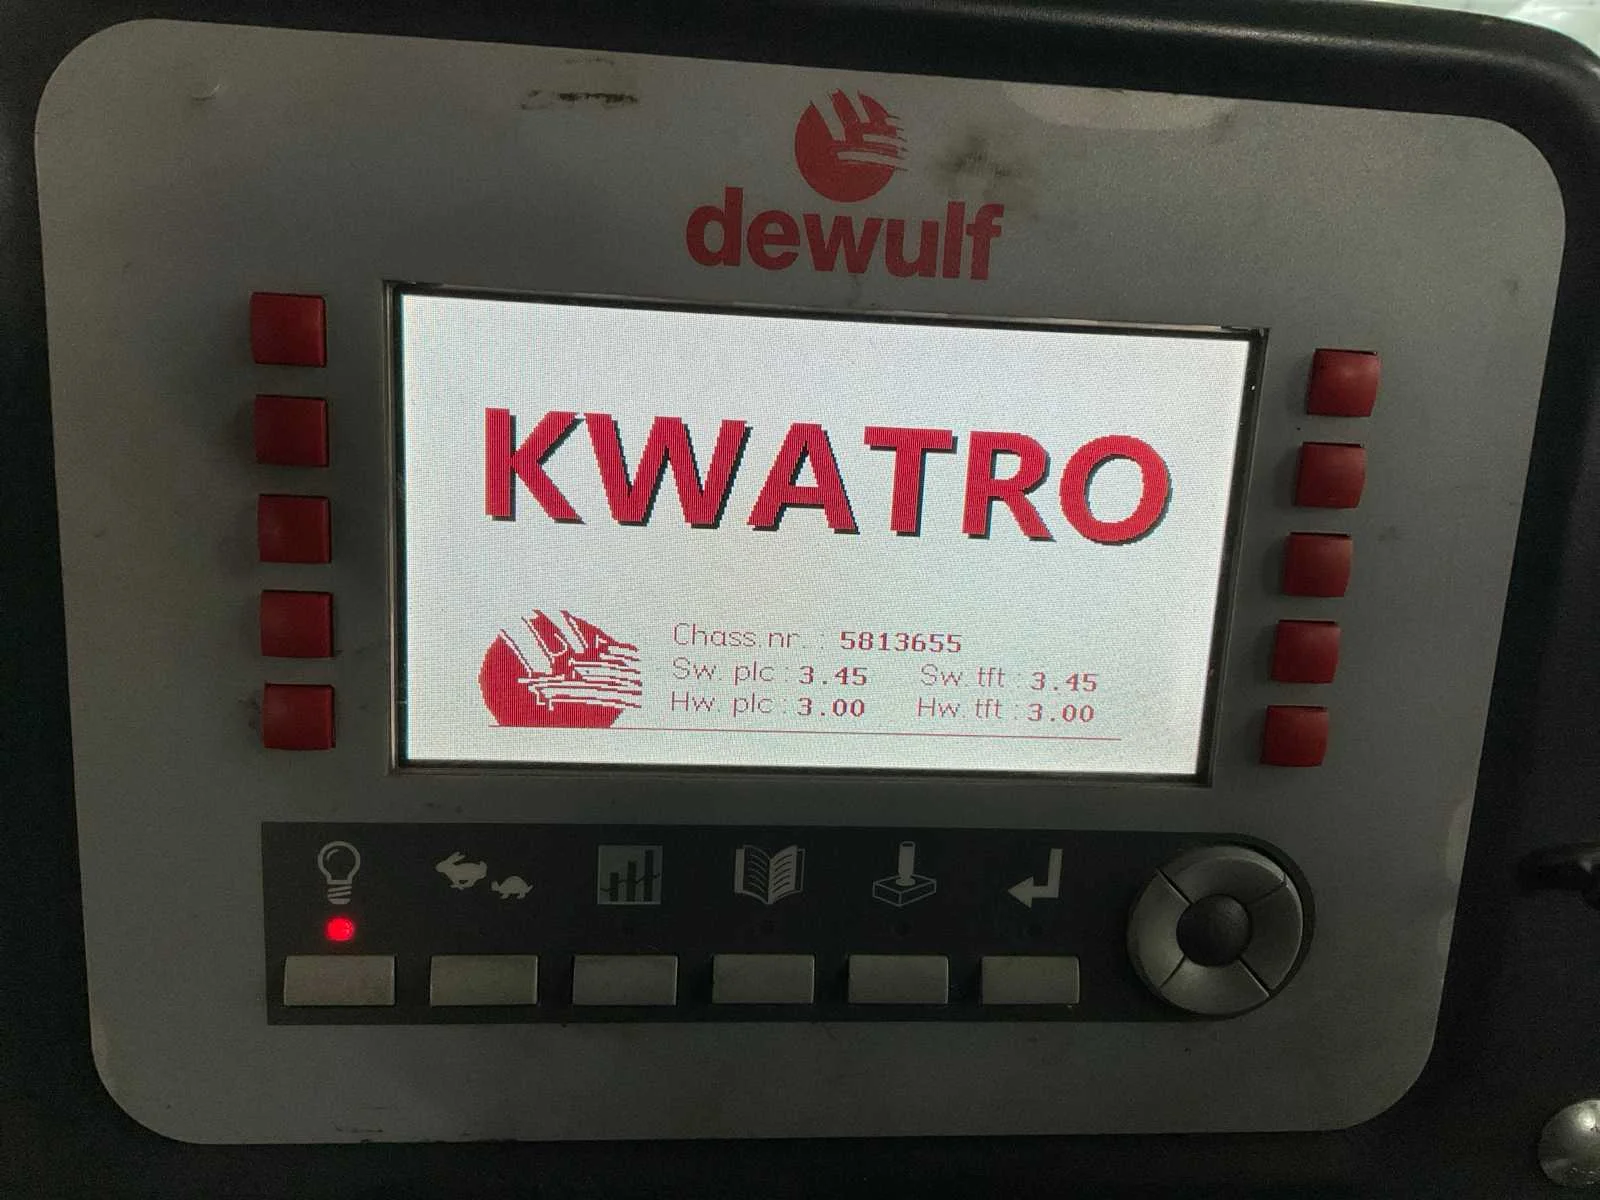 dewulf
KWATRO
Chass.nr. : 5813655
Sw. plc : 3.45 Sw. tft : 3.45
Hw. plc : 3.00 Hw. tft : 3.00